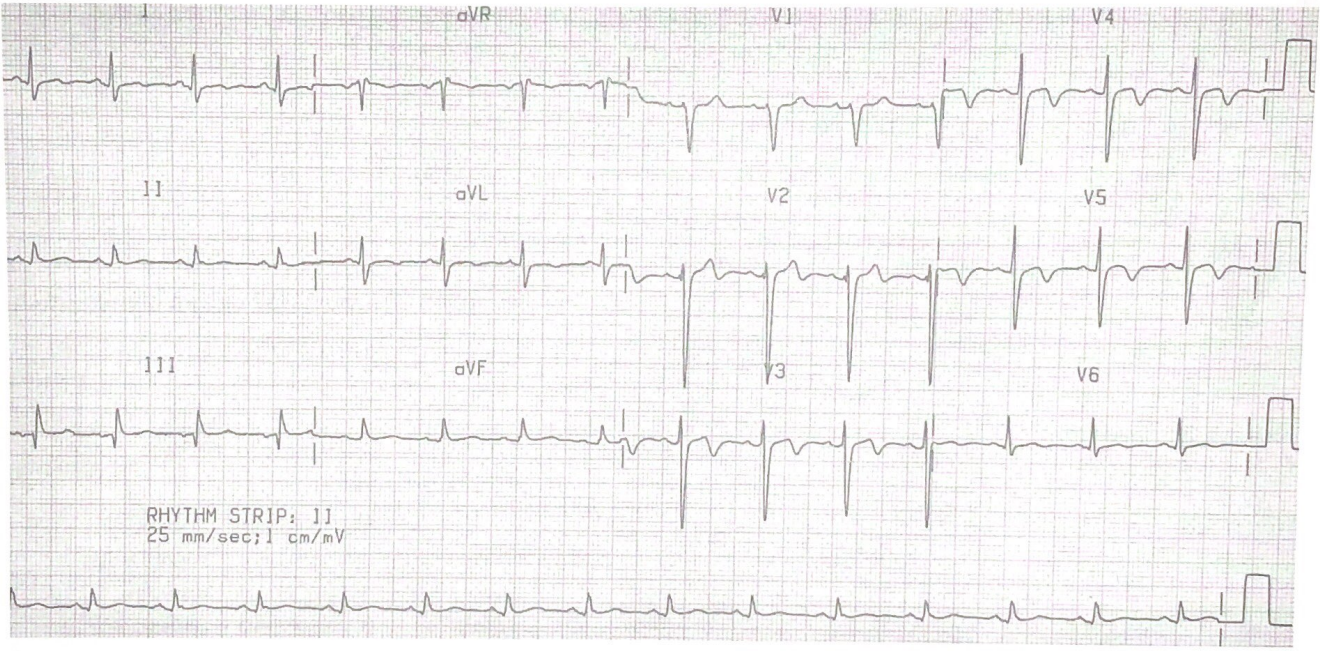 I
aVR
V1
V4
II
aVL
V2
V5
III
aVF
V3
V6
RHYTHM STRIP: II
25 mm/sec;1 cm/mV